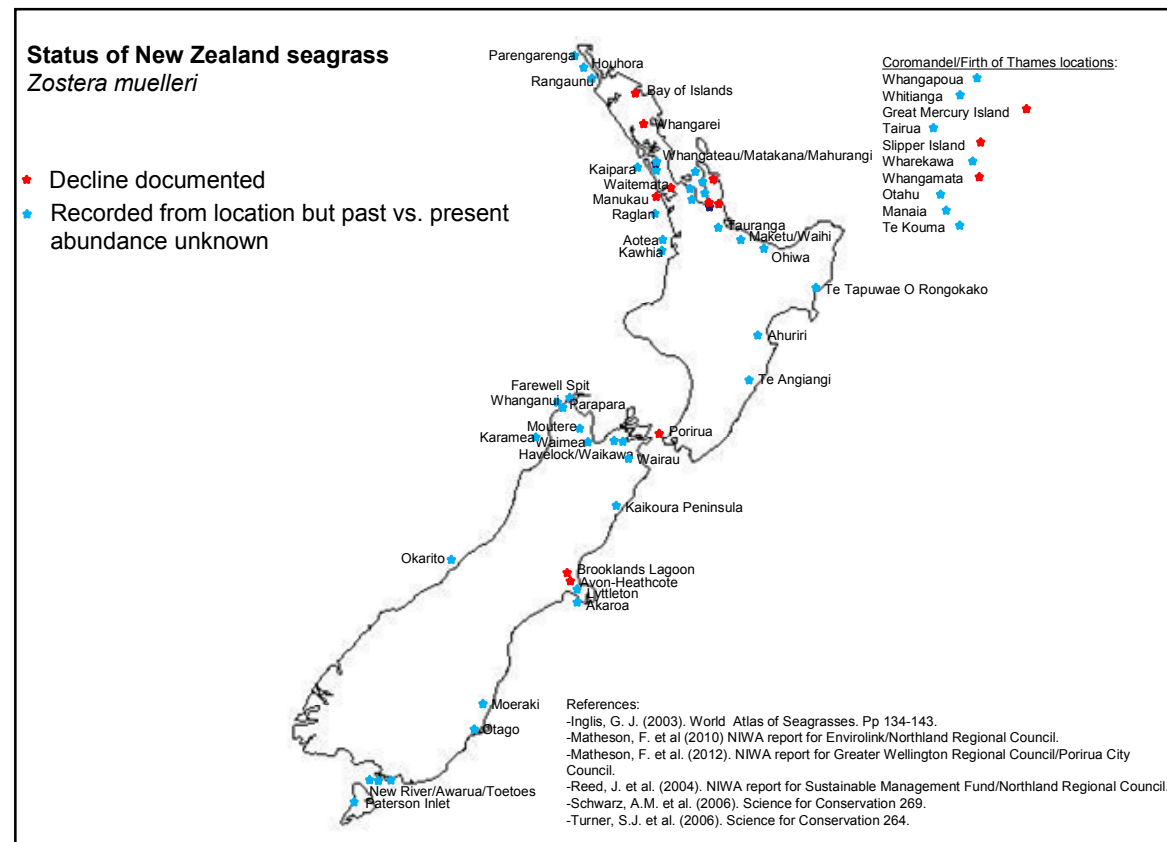 Status of New Zealand seagrass
Zostera muelleri
Decline documented
Recorded from location but past vs. present
abundance unknown
Parengarenga
Houhora
Rangaunu
Bay of Islands
Whangarei
Whangateau/Matakana/Mahurangi
Kaipara
Waitemata
Manukau
Raglan
Tauranga
Maketu/Waihi
Aotea
Kawhia
Ohiwa
Te Tapuwae O Rongokako
Ahuriri
Te Angiangi
Farewell Spit
Whanganui
Parapara
Moutere
Karamea
Waimea
Porirua
Havelock/Waikawa
Wairau
Kaikoura Peninsula
Okarito
Brooklands Lagoon
Avon-Heathcote
Lyttleton
Akaroa
Moeraki
Otago
New River/Awarua/Toetoes
Paterson Inlet
Coromandel/Firth of Thames locations:
Whangapoua
Whitianga
Great Mercury Island
Tairua
Slipper Island
Wharekawa
Whangamata
Otahu
Manaia
Te Kouma
References:
-Inglis, G. J. (2003). World Atlas of Seagrasses. Pp 134-143.
-Matheson, F. et al (2010) NIWA report for Envirolink/Northland Regional Council.
-Matheson, F. et al. (2012). NIWA report for Greater Wellington Regional Council/Porirua City
Council.
-Reed, J. et al. (2004). NIWA report for Sustainable Management Fund/Northland Regional Council.
-Schwarz, A.M. et al. (2006). Science for Conservation 269.
-Turner, S.J. et al. (2006). Science for Conservation 264.